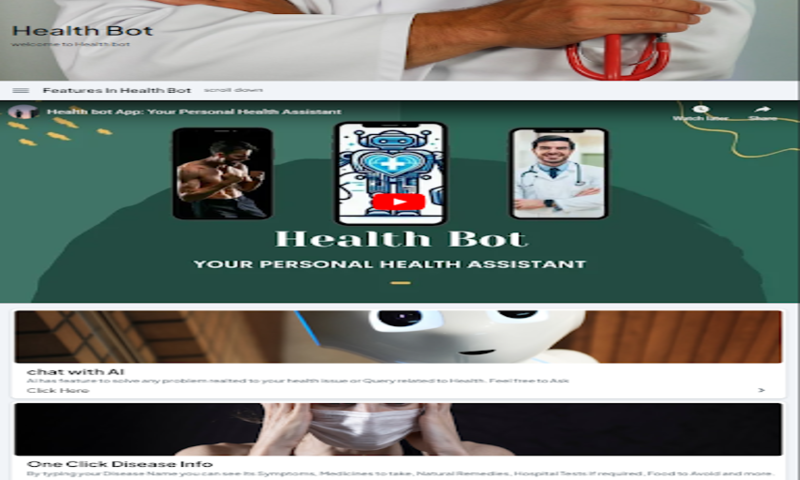 Health Bot
welcome to Health bot
Features In Health Bot scroll down
Health bot App: Your Personal Health Assistant
Watch later Share
Health Bot
YOUR PERSONAL HEALTH ASSISTANT
chat with AI
AI has feature to solve any problem realted to your health issue or Query related to Health. Feel free to Ask
Click Here
One Click Disease Info
By typing your Disease Name you can see its Symptoms, Medicines to take, Natural Remedies, Hospital Tests if required, Food to Avoid and more.